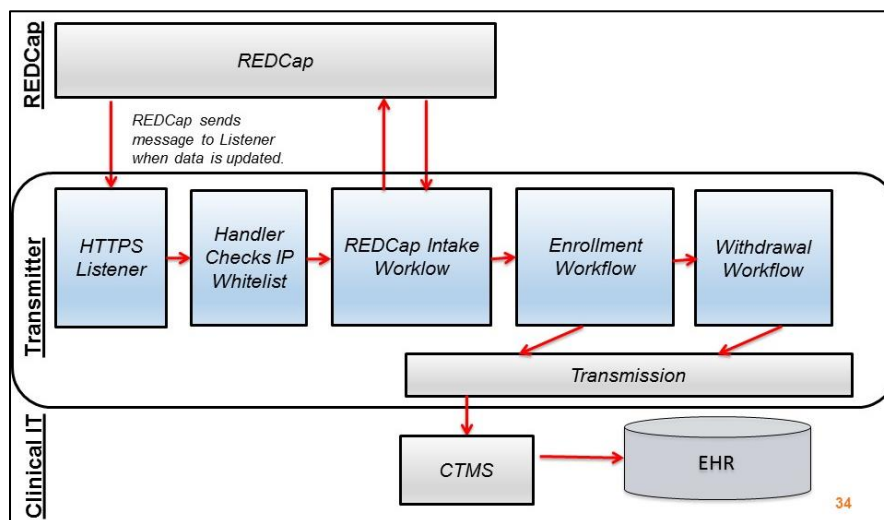 REDCap
REDCap
REDCap sends
message to Listener
when data is updated.
Transmitter
HTTPS
Listener
Handler
Checks IP
Whitelist
REDCap Intake
Worklow
Enrollment
Workflow
Withdrawal
Workflow
Transmission
Clinical IT
CTMS
EHR
34